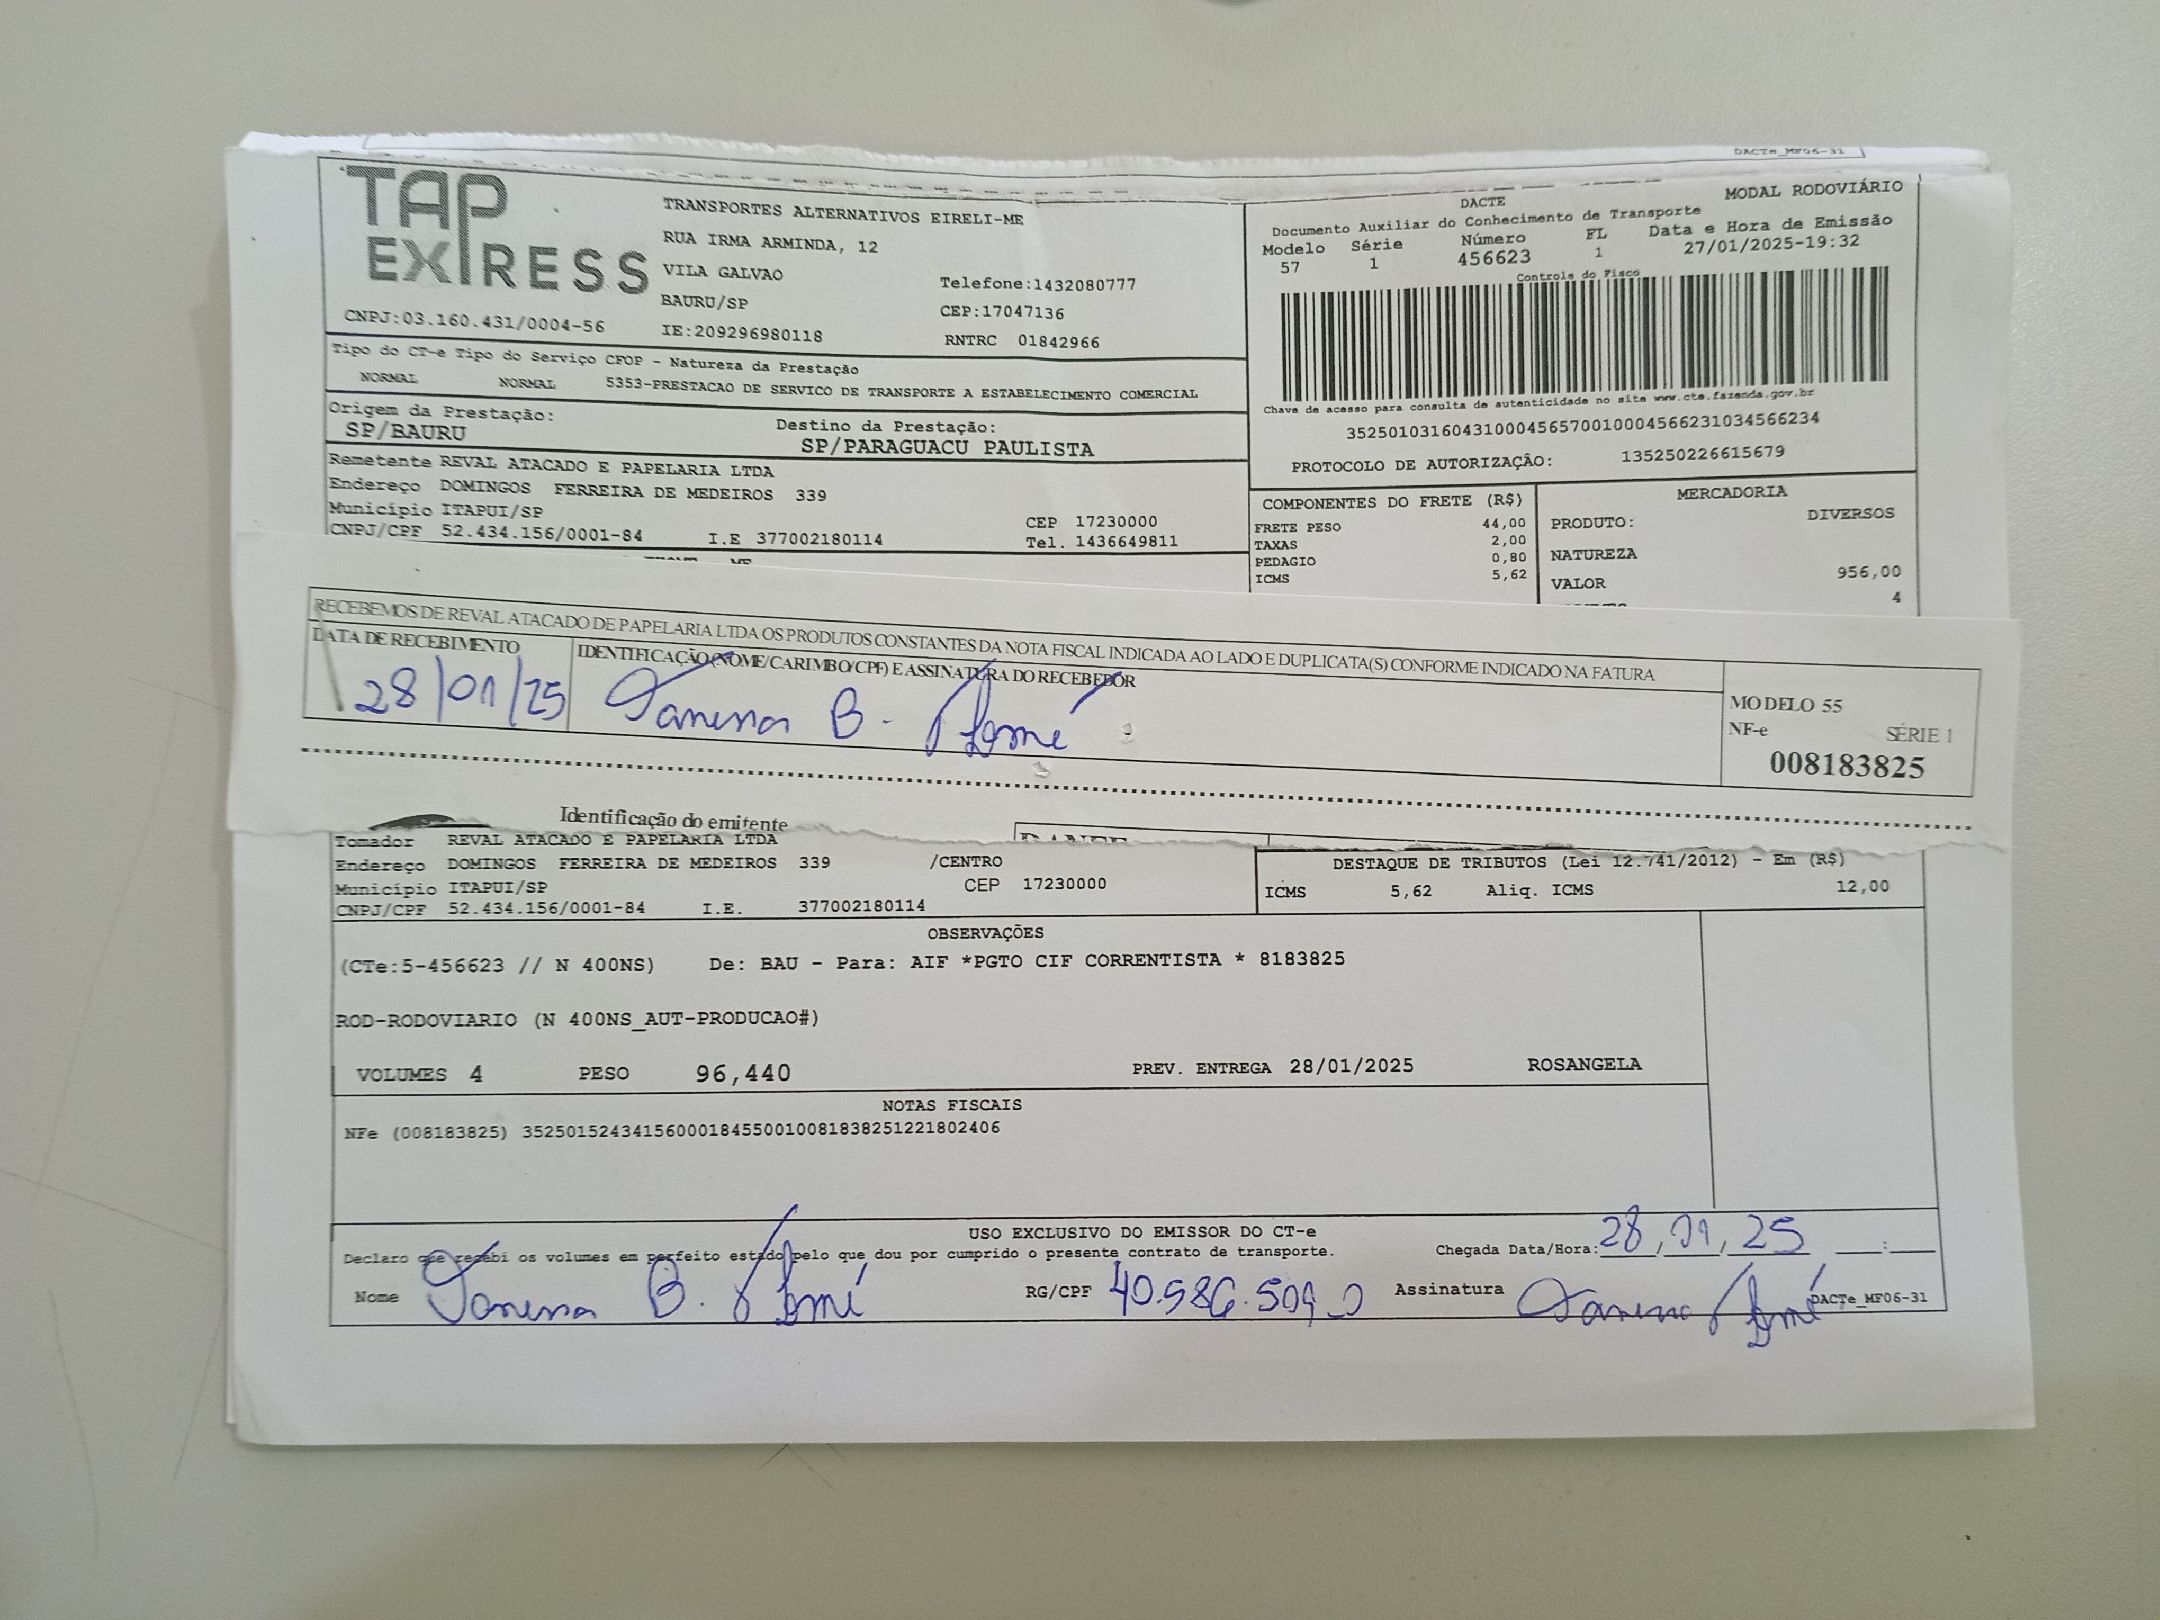 DACTe_MF06-31
TAP EXPRESS
TRANSPORTES ALTERNATIVOS EIRELI-ME
RUA IRMA ARMINDA, 12
VILA GALVAO
Telefone:1432080777
BAURU/SP
CEP:17047136
CNPJ:03.160.431/0004-56
IE:209296980118
RNTRC 01842966
DACTE
MODAL RODOVIÁRIO
Documento Auxiliar do Conhecimento de Transporte
Modelo Série Número FL Data e Hora de Emissão
57 1 456623 1 27/01/2025-19:32
Controle do Fisco
Chave de acesso para consulta de autenticidade no site www.cte.fazenda.gov.br
35250103160431000456570010004566231034566234
PROTOCOLO DE AUTORIZAÇÃO: 135250226615679
Tipo do CT-e Tipo do Serviço CFOP - Natureza da Prestação
NORMAL NORMAL 5353-PRESTACAO DE SERVICO DE TRANSPORTE A ESTABELECIMENTO COMERCIAL
Origem da Prestação: Destino da Prestação:
SP/BAURU SP/PARAGUACU PAULISTA
Remetente REVAL ATACADO E PAPELARIA LTDA
Endereço DOMINGOS FERREIRA DE MEDEIROS 339
Município ITAPUI/SP CEP 17230000
CNPJ/CPF 52.434.156/0001-84 I.E 377002180114 Tel. 1436649811
COMPONENTES DO FRETE (R$)
FRETE PESO 44,00
TAXAS 2,00
PEDAGIO 0,80
ICMS 5,62
MERCADORIA
PRODUTO: DIVERSOS
NATUREZA
VALOR 956,00
4
RECEBEMOS DE REVAL ATACADO DE PAPELARIA LTDA OS PRODUTOS CONSTANTES DA NOTA FISCAL INDICADA AO LADO E DUPLICATA(S) CONFORME INDICADO NA FATURA
DATA DE RECEBIMENTO IDENTIFICAÇÃO (NOME/CARIMBO/CPF) E ASSINATURA DO RECEBEDOR
28/01/25 Vanessa B.
MODELO 55
NF-e SÉRIE 1
008183825
Identificação do emitente
Tomador REVAL ATACADO E PAPELARIA LTDA
Endereço DOMINGOS FERREIRA DE MEDEIROS 339 /CENTRO
Município ITAPUI/SP CEP 17230000
CNPJ/CPF 52.434.156/0001-84 I.E. 377002180114
DESTAQUE DE TRIBUTOS (Lei 12.741/2012) - Em (R$)
ICMS 5,62 Aliq. ICMS 12,00
OBSERVAÇÕES
(CTe:5-456623 // N 400NS) De: BAU - Para: AIF *PGTO CIF CORRENTISTA * 8183825
ROD-RODOVIARIO (N 400NS_AUT-PRODUCAO#)
VOLUMES 4 PESO 96,440 PREV. ENTREGA 28/01/2025 ROSANGELA
NOTAS FISCAIS
NFe (008183825) 35250152434156000184550010081838251221802406
USO EXCLUSIVO DO EMISSOR DO CT-e
Declaro que recebi os volumes em perfeito estado pelo que dou por cumprido o presente contrato de transporte. Chegada Data/Hora: 28/01/25 __:__
Nome Vanessa B. RG/CPF 40.986.509 0 Assinatura Vanessa DACTe_MF06-31